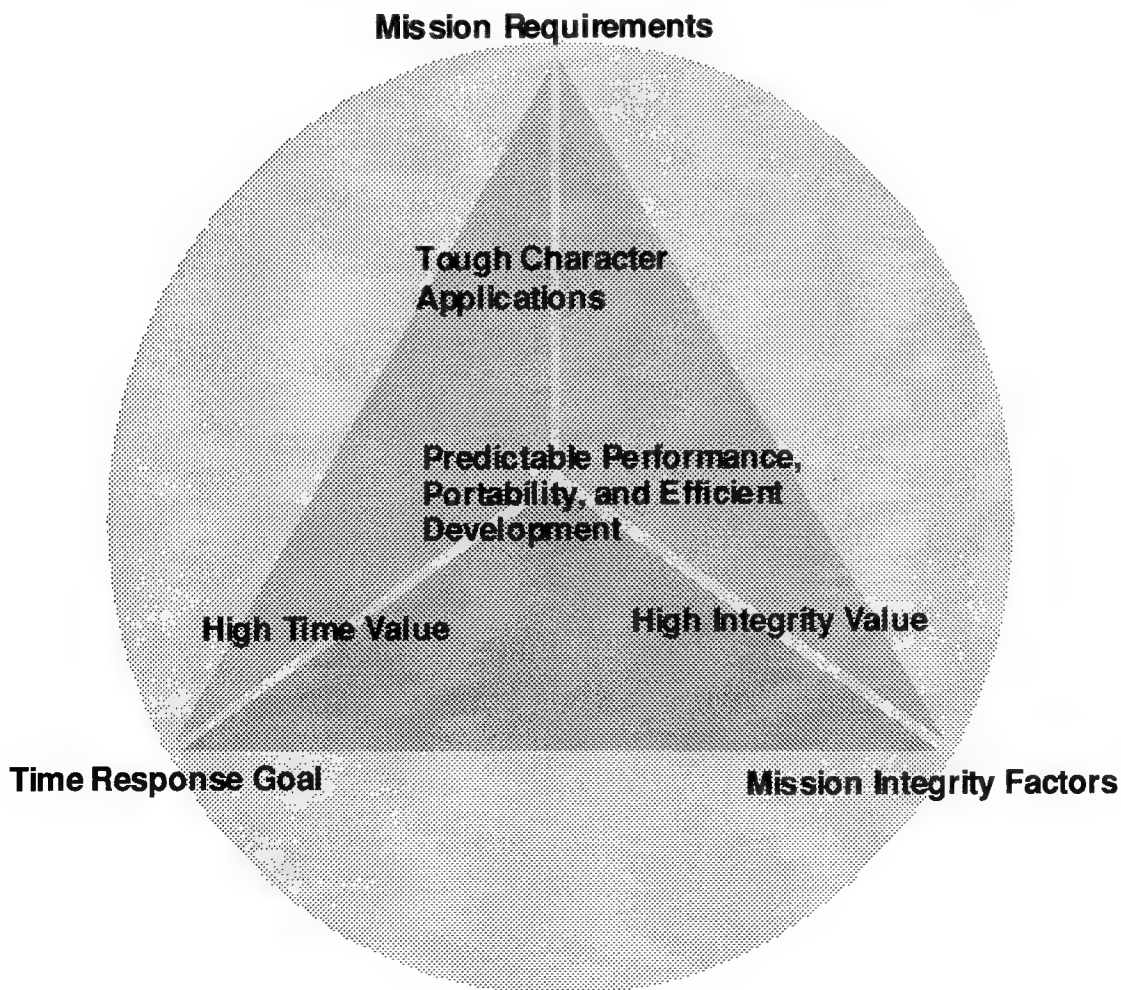 Mission Requirements
Tough Character
Applications
Predictable Performance,
Portability, and Efficient
Development
High Time Value
High Integrity Value
Time Response Goal
Mission Integrity Factors